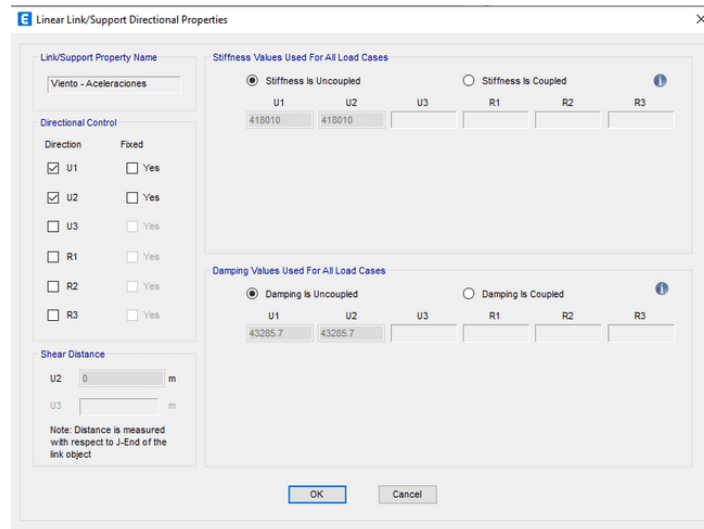 E Linear Link/Support Directional Properties
Link/Support Property Name
Viento - Aceleraciones
Directional Control
Direction Fixed
U1 Yes
U2 Yes
U3 Yes
R1 Yes
R2 Yes
R3 Yes
Shear Distance
U2 0 m
U3 m
Note: Distance is measured
with respect to J-End of the
link object
Stiffness Values Used For All Load Cases
Stiffness Is Uncoupled Stiffness Is Coupled
U1 U2 U3 R1 R2 R3
418010 418010
Damping Values Used For All Load Cases
Damping Is Uncoupled Damping Is Coupled
U1 U2 U3 R1 R2 R3
43285.7 43285.7
OK Cancel